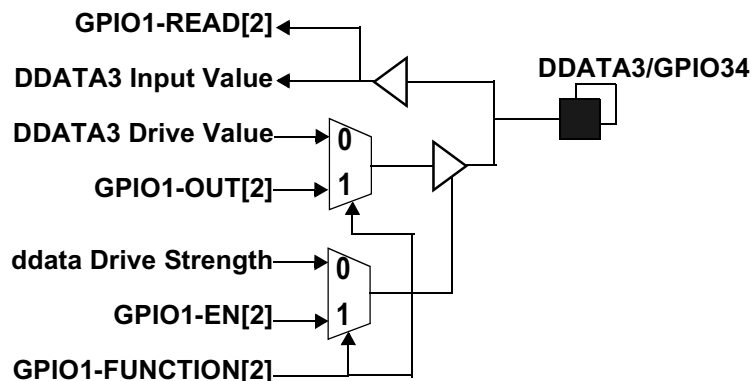 GPIO1-READ[2]
DDATA3 Input Value
DDATA3/GPIO34
DDATA3 Drive Value
0
GPIO1-OUT[2]
1
ddata Drive Strength
0
GPIO1-EN[2]
1
GPIO1-FUNCTION[2]